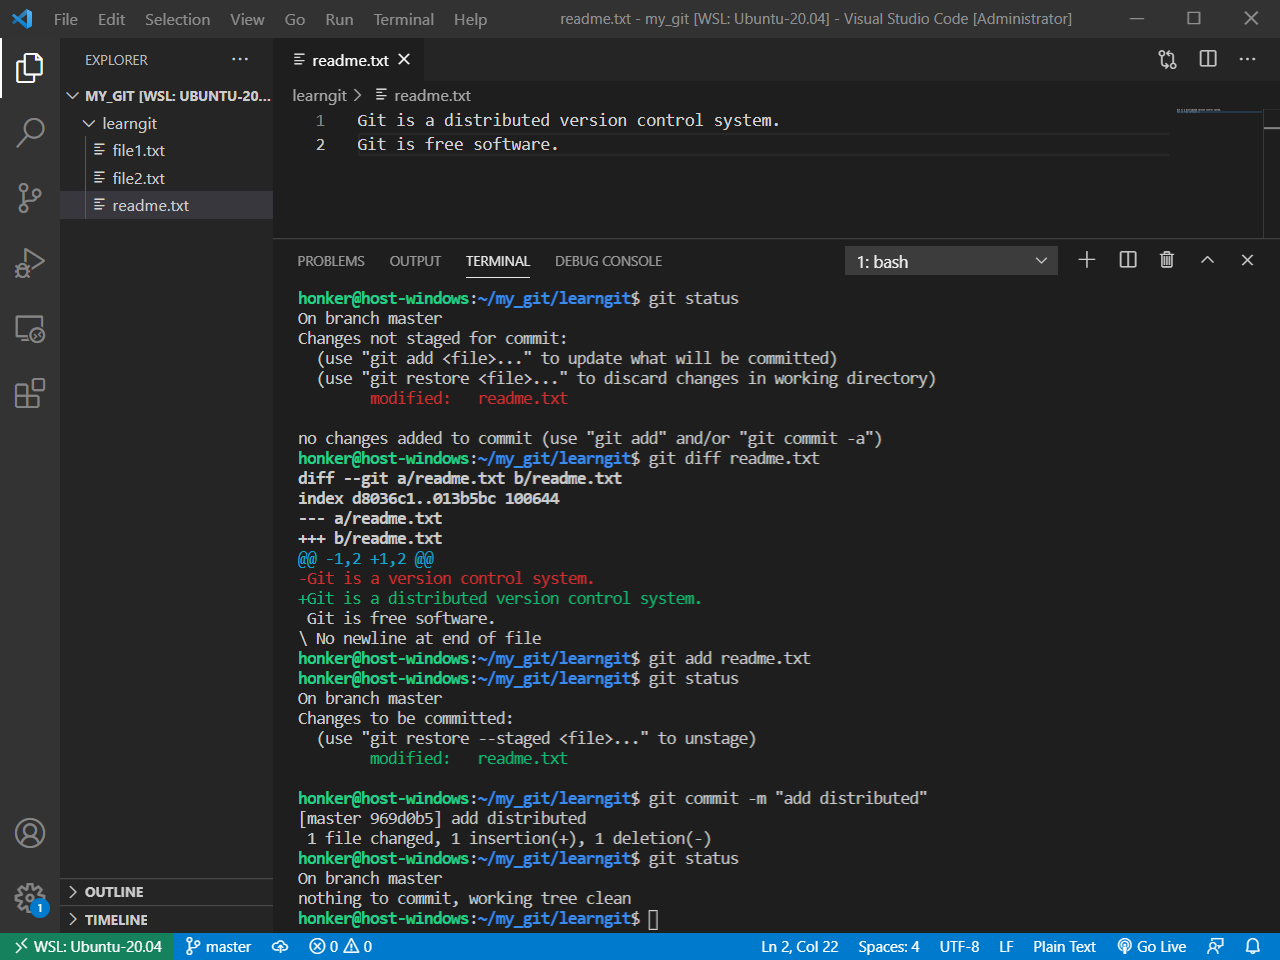 File Edit Selection View Go Run Terminal Help readme.txt - my_git [WSL: Ubuntu-20.04] - Visual Studio Code [Administrator]
EXPLORER ···
MY_GIT [WSL: UBUNTU-20...
learngit
file1.txt
file2.txt
readme.txt
OUTLINE
TIMELINE
1
readme.txt
learngit > readme.txt
1 Git is a distributed version control system.
2 Git is free software.
PROBLEMS OUTPUT TERMINAL DEBUG CONSOLE 1: bash
honker@host-windows:~/my_git/learngit$ git status
On branch master
Changes not staged for commit:
  (use "git add <file>..." to update what will be committed)
  (use "git restore <file>..." to discard changes in working directory)
        modified:   readme.txt

no changes added to commit (use "git add" and/or "git commit -a")
honker@host-windows:~/my_git/learngit$ git diff readme.txt
diff --git a/readme.txt b/readme.txt
index d8036c1..013b5bc 100644
--- a/readme.txt
+++ b/readme.txt
@@ -1,2 +1,2 @@
-Git is a version control system.
+Git is a distributed version control system.
 Git is free software.
\ No newline at end of file
honker@host-windows:~/my_git/learngit$ git add readme.txt
honker@host-windows:~/my_git/learngit$ git status
On branch master
Changes to be committed:
  (use "git restore --staged <file>..." to unstage)
        modified:   readme.txt

honker@host-windows:~/my_git/learngit$ git commit -m "add distributed"
[master 969d0b5] add distributed
 1 file changed, 1 insertion(+), 1 deletion(-)
honker@host-windows:~/my_git/learngit$ git status
On branch master
nothing to commit, working tree clean
honker@host-windows:~/my_git/learngit$
WSL: Ubuntu-20.04 master 0 0 Ln 2, Col 22 Spaces: 4 UTF-8 LF Plain Text Go Live